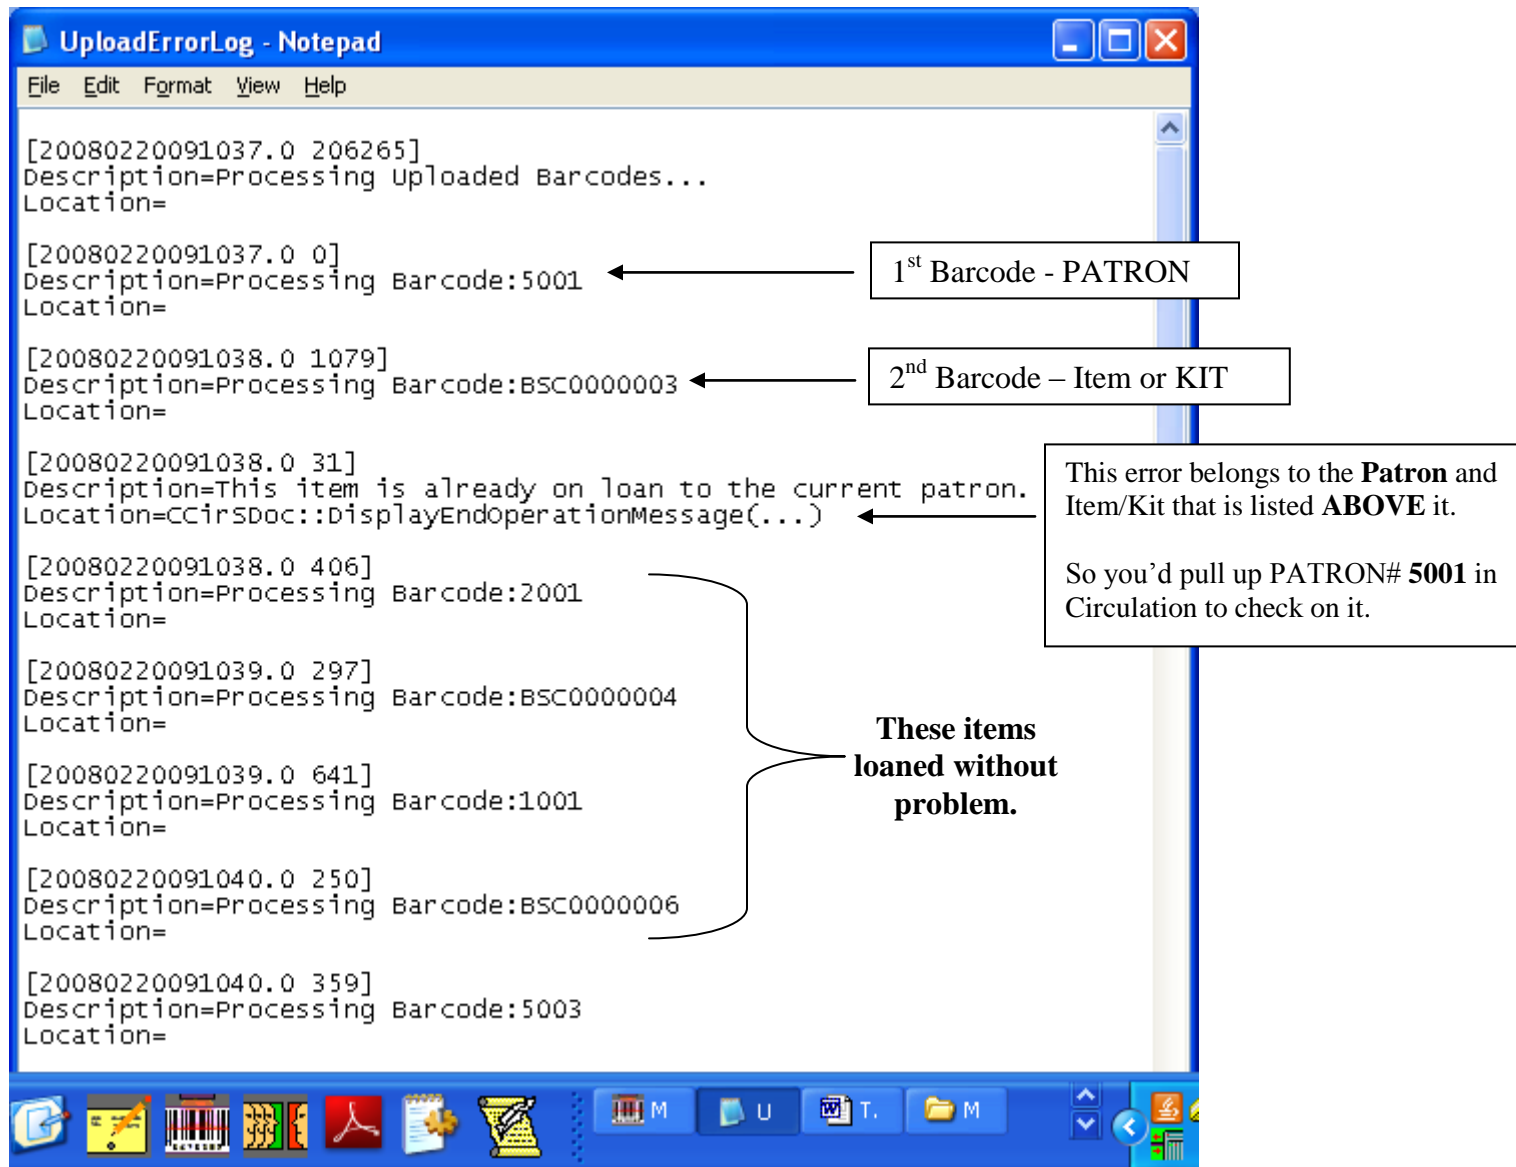 UploadErrorLog - Notepad
File Edit Format View Help
[20080220091037.0 206265]
Description=Processing Uploaded Barcodes...
Location=
[20080220091037.0 0]
Description=Processing Barcode:5001
Location=
1st Barcode - PATRON
[20080220091038.0 1079]
Description=Processing Barcode:BSC0000003
Location=
2nd Barcode – Item or KIT
[20080220091038.0 31]
Description=This item is already on loan to the current patron.
Location=CCirSDoc::DisplayEndOperationMessage(...)
This error belongs to the Patron and
Item/Kit that is listed ABOVE it.
So you'd pull up PATRON# 5001 in
Circulation to check on it.
[20080220091038.0 406]
Description=Processing Barcode:2001
Location=
[20080220091039.0 297]
Description=Processing Barcode:BSC0000004
Location=
[20080220091039.0 641]
Description=Processing Barcode:1001
Location=
[20080220091040.0 250]
Description=Processing Barcode:BSC0000006
Location=
These items
loaned without
problem.
[20080220091040.0 359]
Description=Processing Barcode:5003
Location=
M
U
T.
M